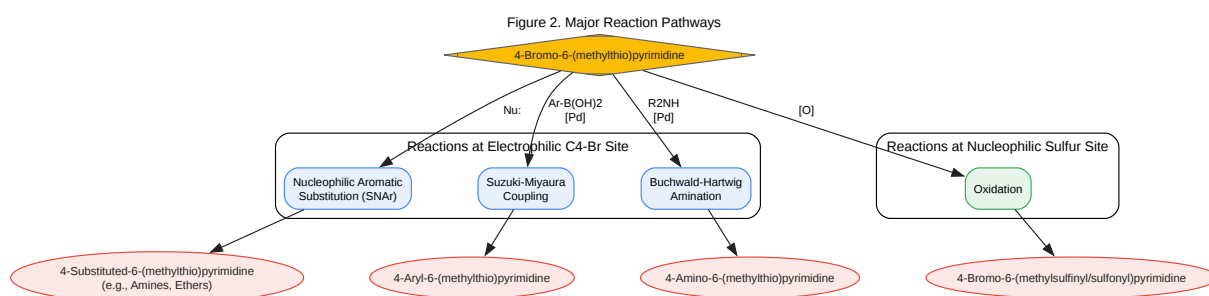 Figure 2. Major Reaction Pathways
4-Bromo-6-(methylthio)pyrimidine
Nu:
Ar-B(OH)2
[Pd]
R2NH
[Pd]
[O]
Reactions at Electrophilic C4-Br Site
Reactions at Nucleophilic Sulfur Site
Nucleophilic Aromatic
Substitution (SNAr)
Suzuki-Miyaura
Coupling
Buchwald-Hartwig
Amination
Oxidation
4-Substituted-6-(methylthio)pyrimidine
(e.g., Amines, Ethers)
4-Aryl-6-(methylthio)pyrimidine
4-Amino-6-(methylthio)pyrimidine
4-Bromo-6-(methylsulfinyl/sulfonyl)pyrimidine